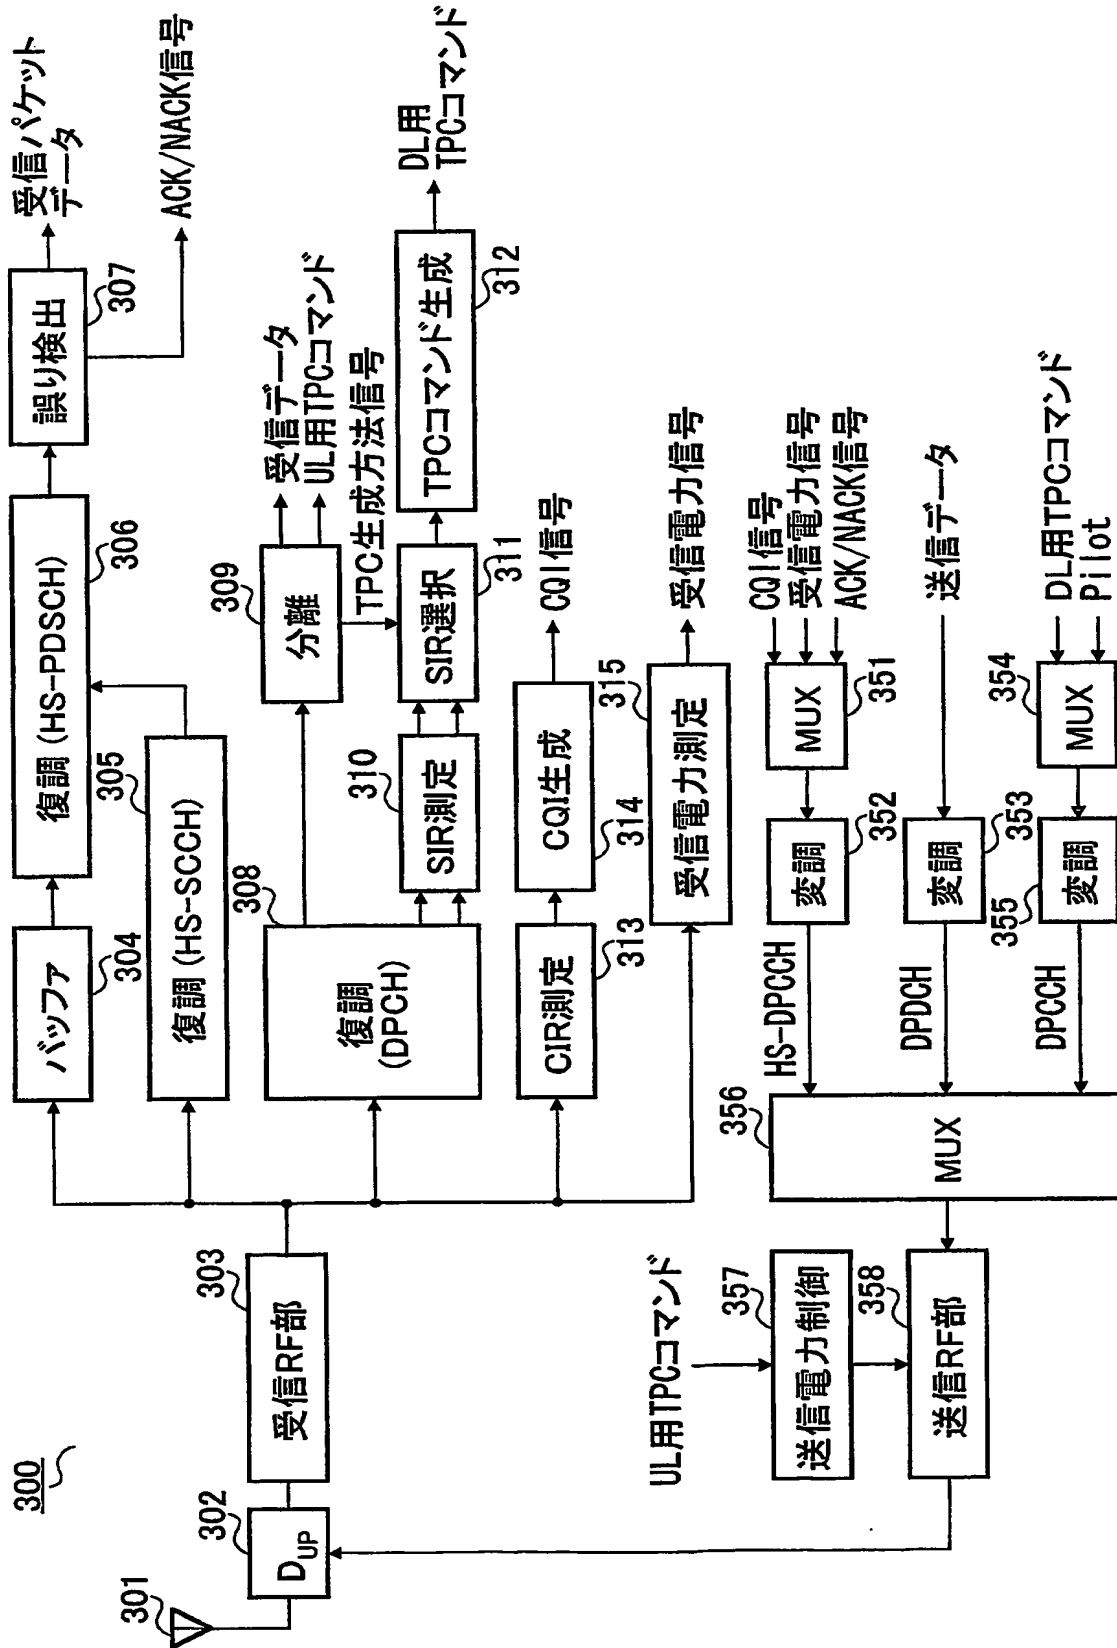 300
301
302
D_UP
303
受信RF部
304
バッファ
305
復調(HS-SCCH)
306
復調(HS-PDSCH)
307
誤り検出
受信パケット
データ
ACK/NACK信号
308
復調
(DPCH)
309
分離
受信データ
UL用TPCコマンド
TPC生成方法信号
310
SIR測定
311
SIR選択
312
TPCコマンド生成
DL用
TPCコマンド
313
CIR測定
314
CQI生成
CQI信号
315
受信電力測定
受信電力信号
CQI信号
受信電力信号
ACK/NACK信号
351
MUX
352
変調
HS-DPCCH
送信データ
353
変調
DPDCH
DL用TPCコマンド
Pilot
354
MUX
355
変調
DPCCH
356
MUX
UL用TPCコマンド
357
送信電力制御
358
送信RF部